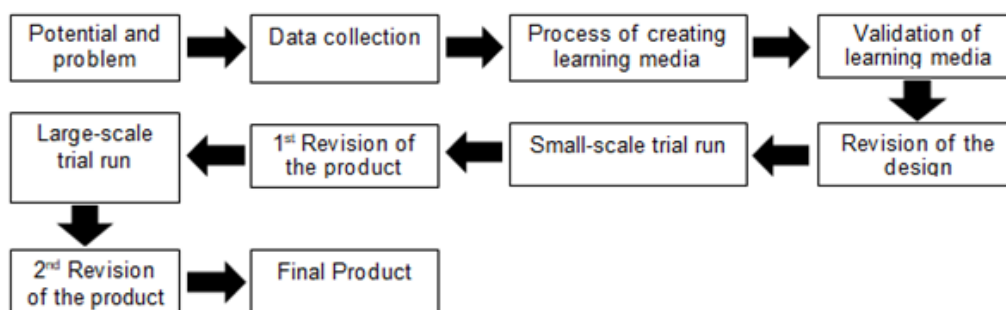 Potential and
problem
Data collection
Process of creating
learning media
Validation of
learning media
Revision of the
design
Small-scale trial run
1st Revision of
the product
Large-scale
trial run
2nd Revision
of the product
Final Product